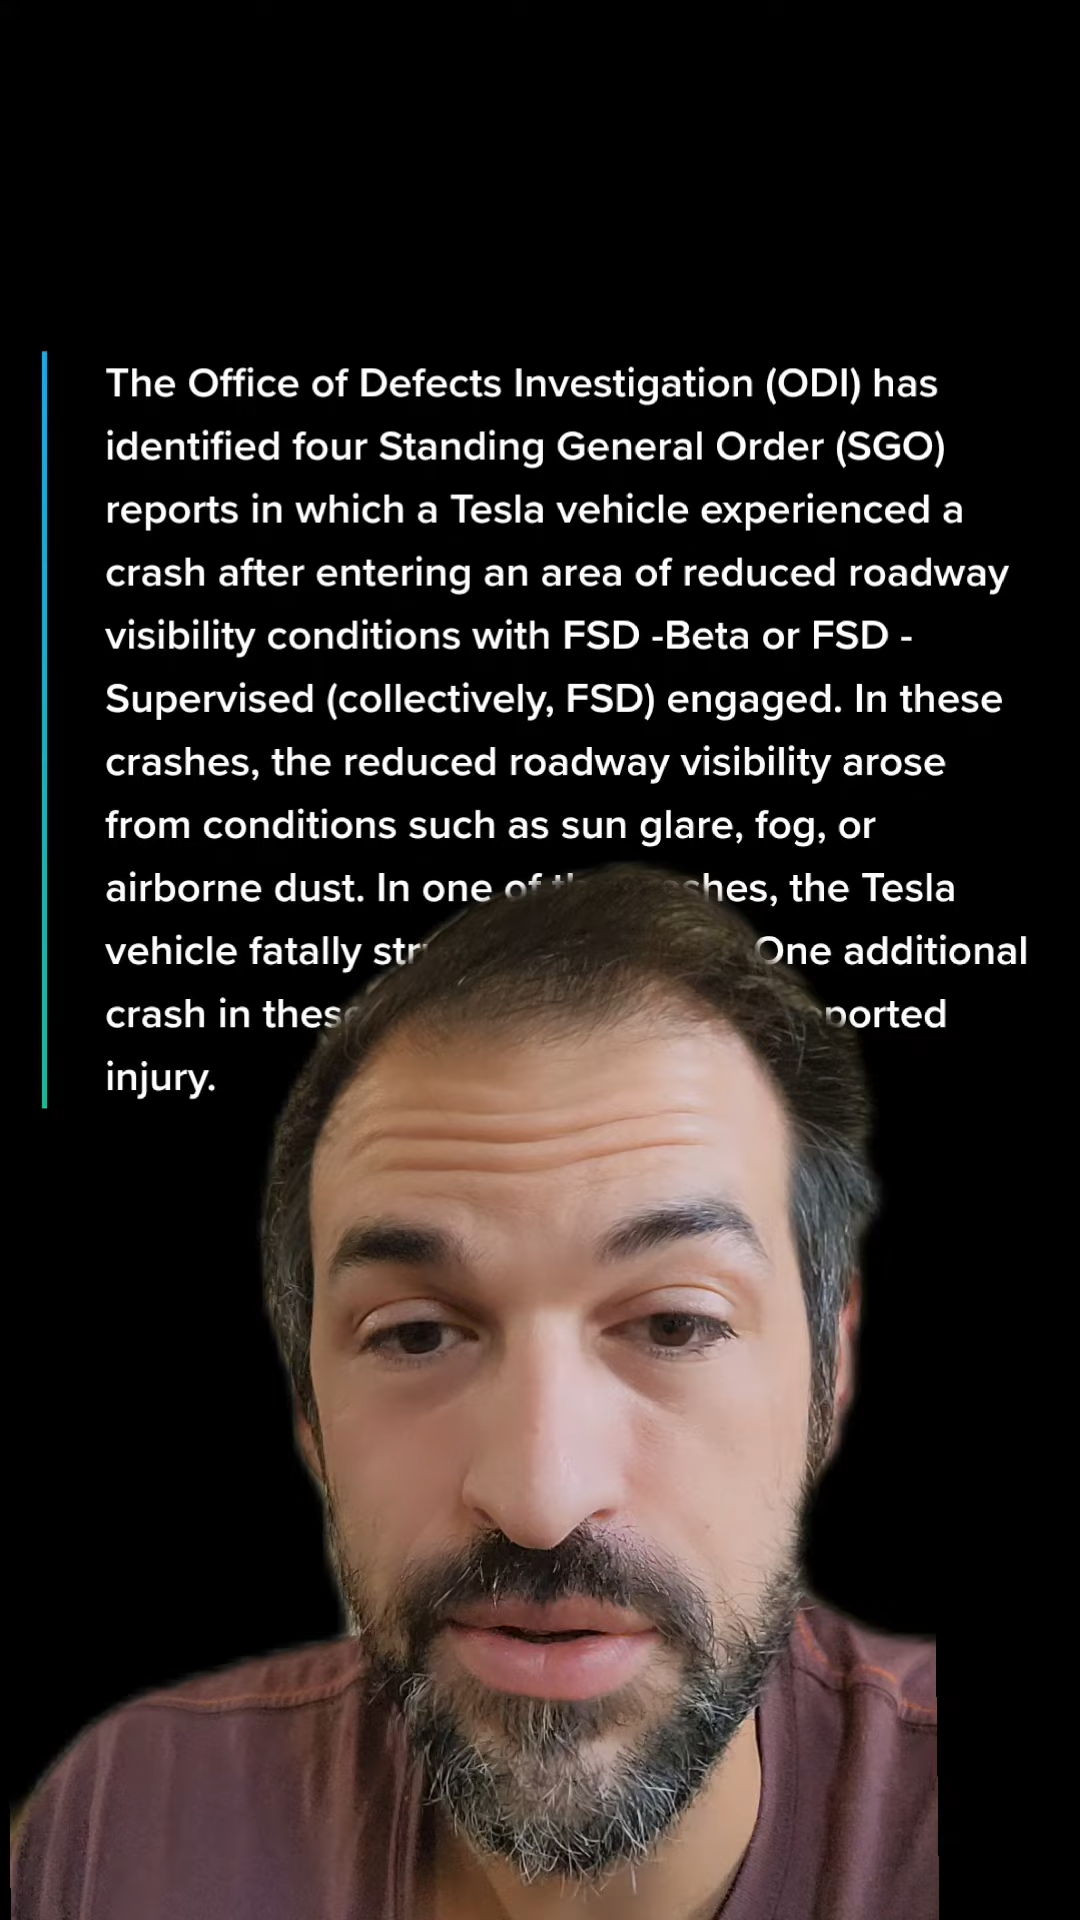 The Office of Defects Investigation (ODI) has
identified four Standing General Order (SGO)
reports in which a Tesla vehicle experienced a
crash after entering an area of reduced roadway
visibility conditions with FSD -Beta or FSD -
Supervised (collectively, FSD) engaged. In these
crashes, the reduced roadway visibility arose
from conditions such as sun glare, fog, or
airborne dust. In one of the Tesla
vehicle fatally One additional
crash in
injury.